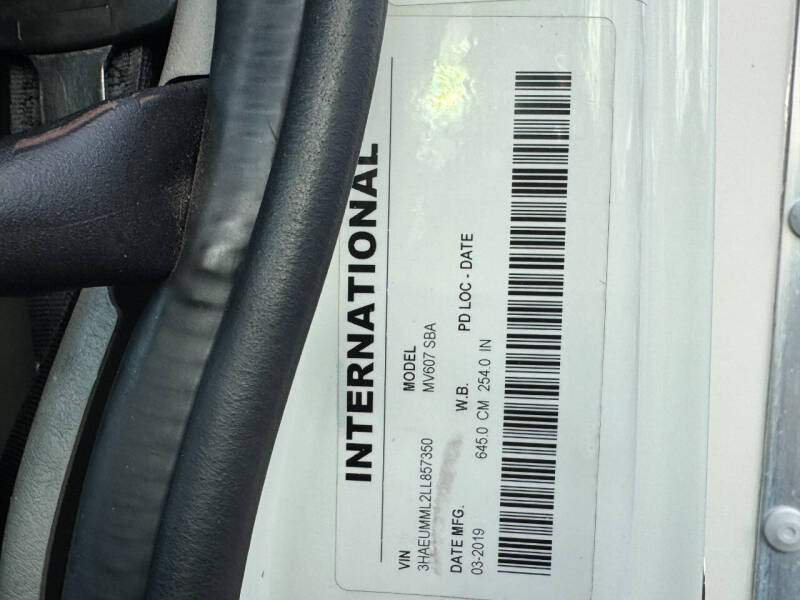 INTERNATIONAL
VIN MODEL
3HAEUMML2LL857350 MV607 SBA
DATE MFG. W.B. PD LOC - DATE
03-2019 645.0 CM 254.0 IN